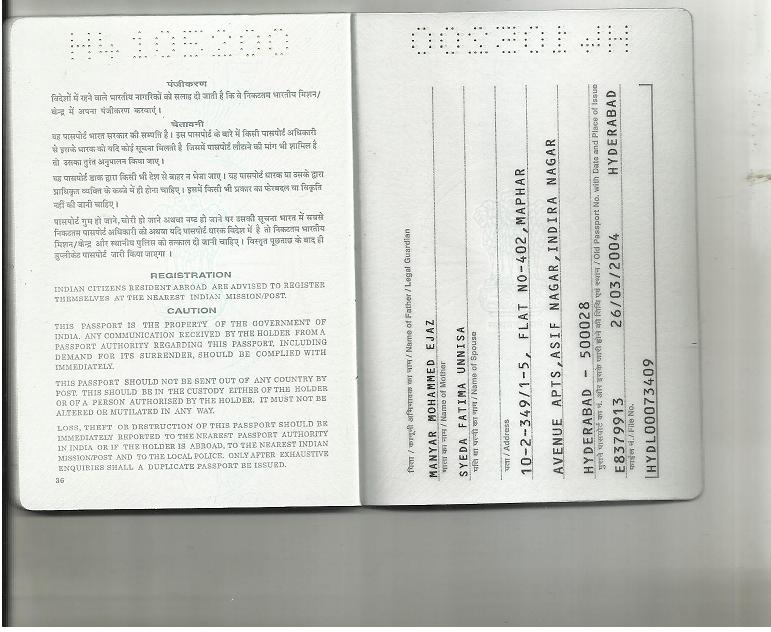 पंजीकरण
विदेशों में रहने वाले भारतीय नागरिकों को सलाह दी जाती है कि वे निकटतम भारतीय मिशन/
केन्द्र में अपना पंजीकरण करवाएं।
चेतावनी
यह पासपोर्ट भारत सरकार की सम्पत्ति है। इस पासपोर्ट के बारे में किसी पासपोर्ट अधिकारी
से इसके धारक को यदि कोई सूचना मिलती है जिसमें पासपोर्ट लौटाने की मांग भी शामिल है
तो उसका तुरंत अनुपालन किया जाए।
यह पासपोर्ट डाक द्वारा किसी भी देश से बाहर न भेजा जाए। यह पासपोर्ट धारक या उसके द्वारा
प्राधिकृत व्यक्ति के कब्जे में ही होना चाहिए। इसमें किसी भी प्रकार का फेरबदल या विकृति
नहीं की जानी चाहिए।
पासपोर्ट गुम हो जाने, चोरी हो जाने अथवा नष्ट हो जाने पर उसकी सूचना भारत में सबसे
निकटतम पासपोर्ट अधिकारी को अथवा यदि पासपोर्ट धारक विदेश में है तो निकटतम भारतीय
मिशन/केन्द्र और स्थानीय पुलिस को तत्काल दी जानी चाहिए। विस्तृत पूछताछ के बाद ही
डुप्लीकेट पासपोर्ट जारी किया जाएगा।
REGISTRATION
INDIAN CITIZENS RESIDENT ABROAD ARE ADVISED TO REGISTER
THEMSELVES AT THE NEAREST INDIAN MISSION/POST.
CAUTION
THIS PASSPORT IS THE PROPERTY OF THE GOVERNMENT OF
INDIA. ANY COMMUNICATION RECEIVED BY THE HOLDER FROM A
PASSPORT AUTHORITY REGARDING THIS PASSPORT, INCLUDING
DEMAND FOR ITS SURRENDER, SHOULD BE COMPLIED WITH
IMMEDIATELY.
THIS PASSPORT SHOULD NOT BE SENT OUT OF ANY COUNTRY BY
POST. THIS SHOULD BE IN THE CUSTODY EITHER OF THE HOLDER
OR OF A PERSON AUTHORISED BY THE HOLDER. IT MUST NOT BE
ALTERED OR MUTILATED IN ANY WAY.
LOSS, THEFT OR DESTRUCTION OF THIS PASSPORT SHOULD BE
IMMEDIATELY REPORTED TO THE NEAREST PASSPORT AUTHORITY
IN INDIA OR IF THE HOLDER IS ABROAD, TO THE NEAREST INDIAN
MISSION/POST AND TO THE LOCAL POLICE. ONLY AFTER EXHAUSTIVE
ENQUIRIES SHALL A DUPLICATE PASSPORT BE ISSUED.
36
पिता / कानूनी अभिभावक का नाम / Name of Father / Legal Guardian
MANYAR MOHAMMED EJAZ
माता का नाम / Name of Mother
SYEDA FATIMA UNNISA
पति या पत्नी का नाम / Name of Spouse
पता / Address
10-2-349/1-5, FLAT NO-402,MAPHAR
AVENUE APTS,ASIF NAGAR,INDIRA NAGAR
HYDERABAD - 500028
पुराने पासपोर्ट का नं. और इसके जारी होने की तिथि एवं स्थान / Old Passport No. with Date and Place of Issue
E8379913 26/03/2004 HYDERABAD
फाईल नं. / File No.
HYDL00073409